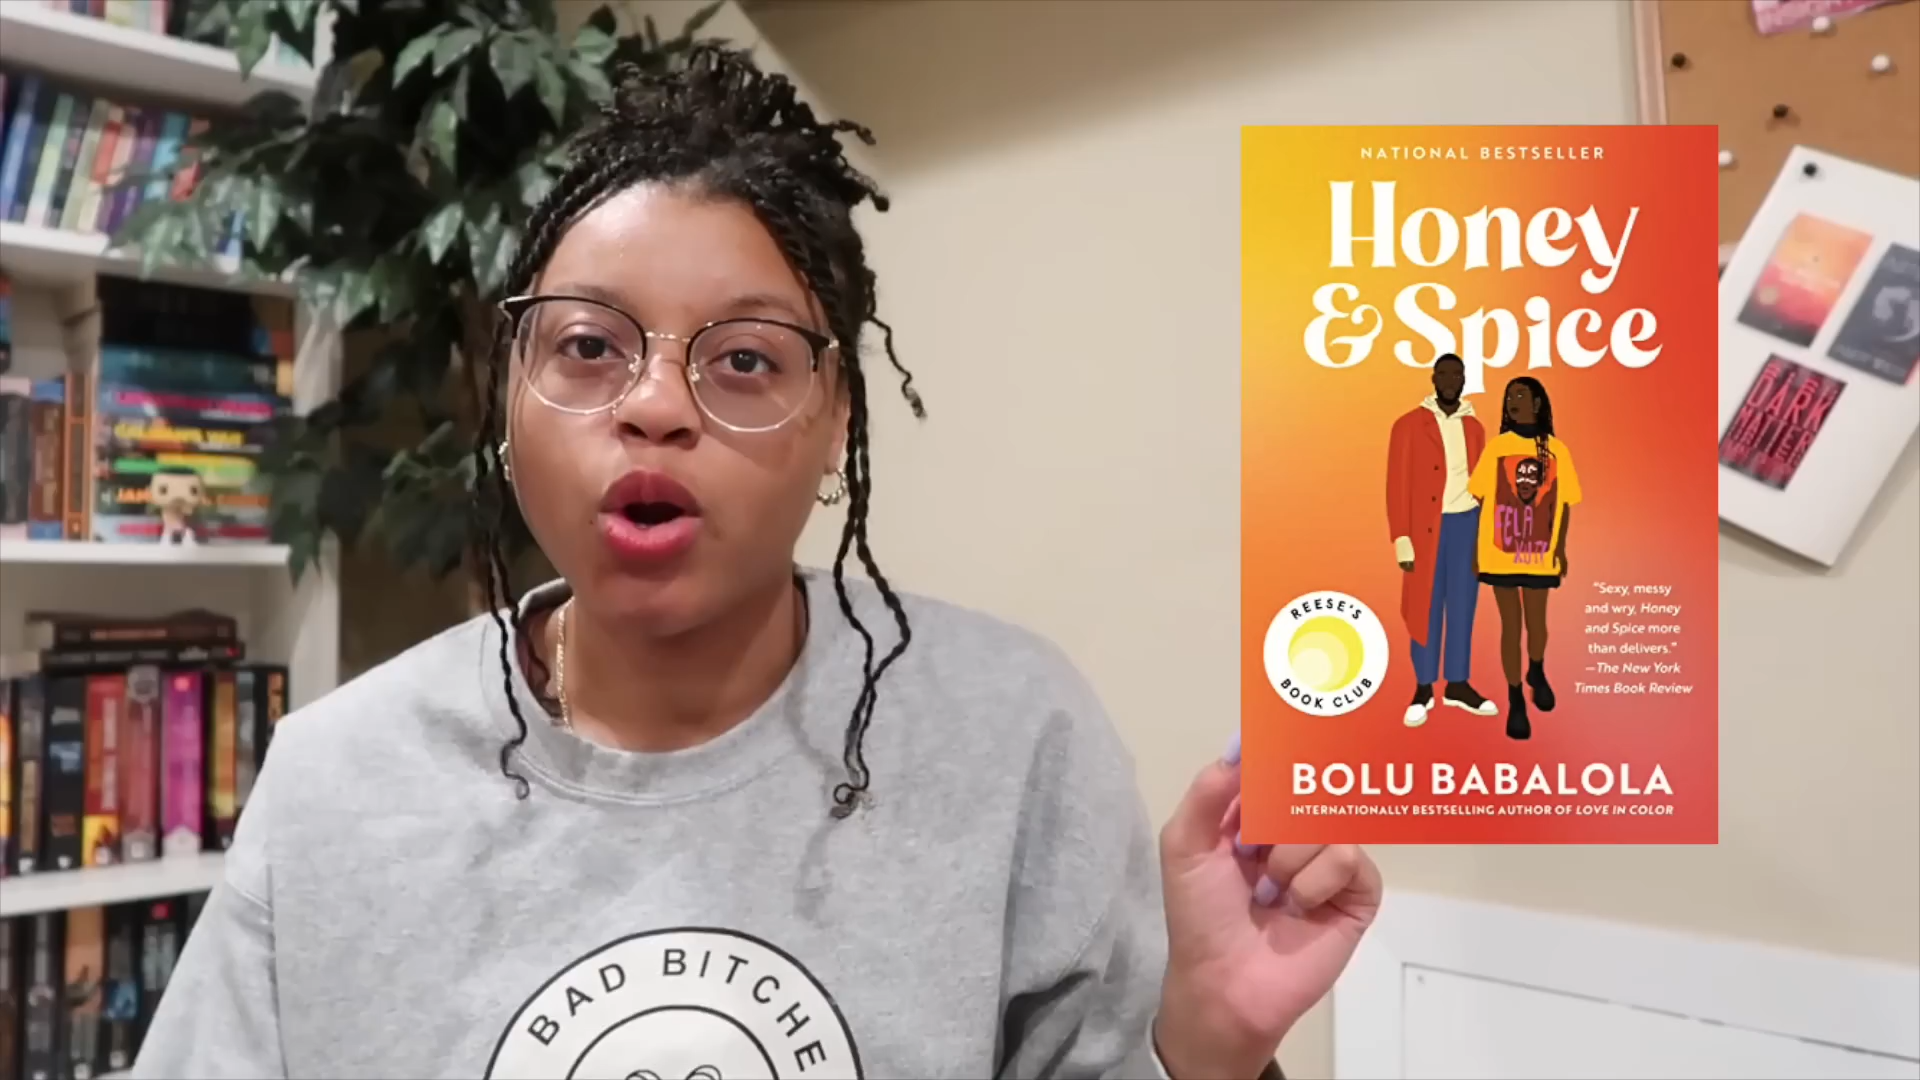 NATIONAL BESTSELLER
Honey
& Spice
FELA
REESE'S
BOOK CLUB
"Sexy, messy
and wry, Honey
and Spice more
than delivers."
—The New York
Times Book Review
BOLU BABALOLA
INTERNATIONALLY BESTSELLING AUTHOR OF LOVE IN COLOR
DARK
MATTER
BAD BITCHE